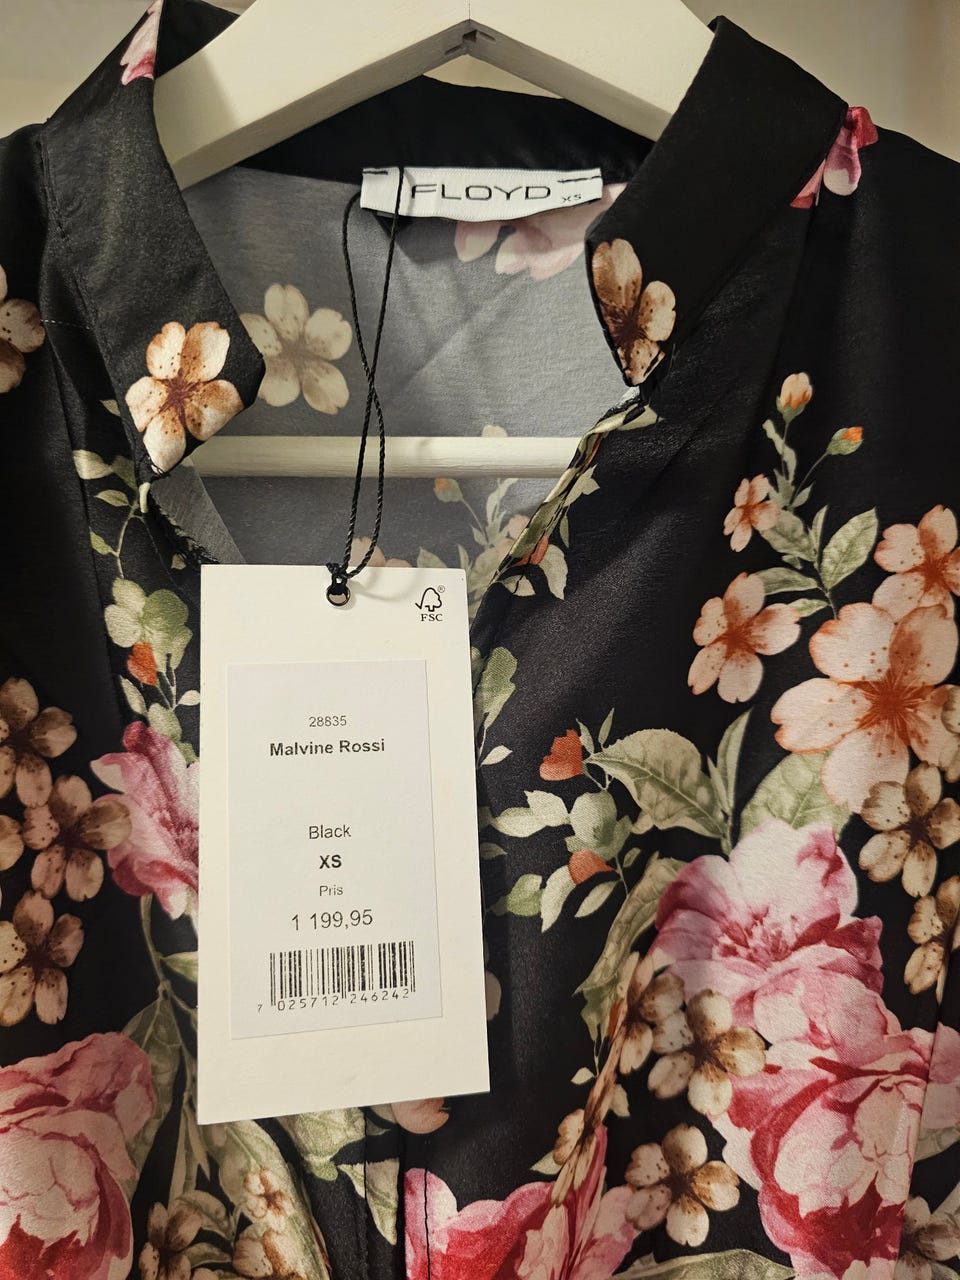 FLOYD
XS
FSC®
28835
Malvine Rossi
Black
XS
Pris
1 199,95
7 025712 246242